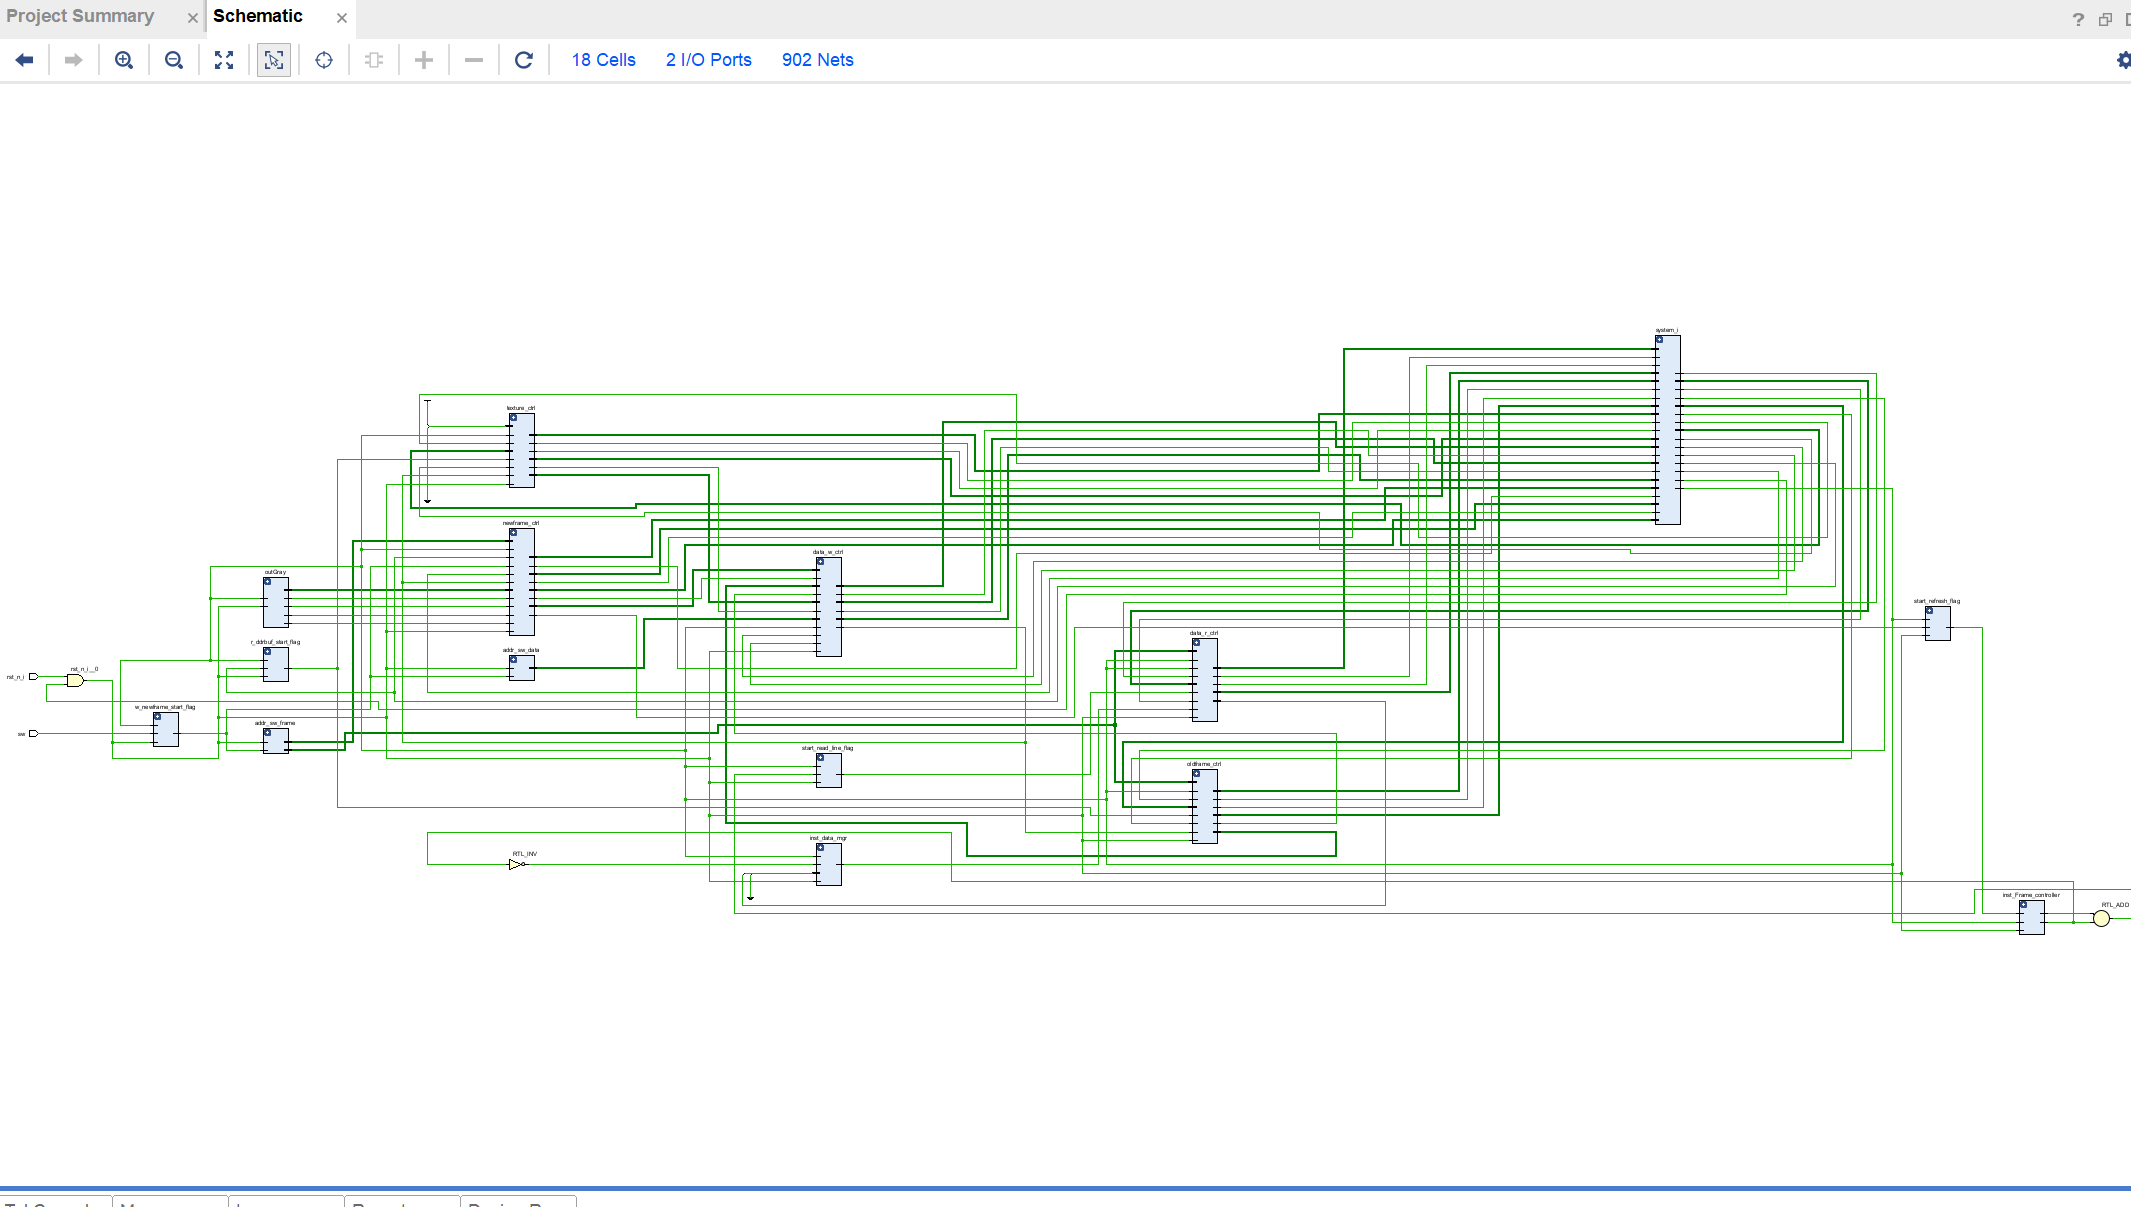 Project Summary
Schematic
18 Cells
2 I/O Ports
902 Nets
system_i
texture_ctrl
newframe_ctrl
data_w_ctrl
outGray
start_refresh_flag
data_r_ctrl
r_ddrbuf_start_flag
addr_sw_data
rst_n_i__0
rst_n_i
w_newframe_start_flag
addr_sw_frame
sw
start_read_line_flag
oldframe_ctrl
inst_data_mgr
RTL_INV
inst_Frame_controller
RTL_ADD